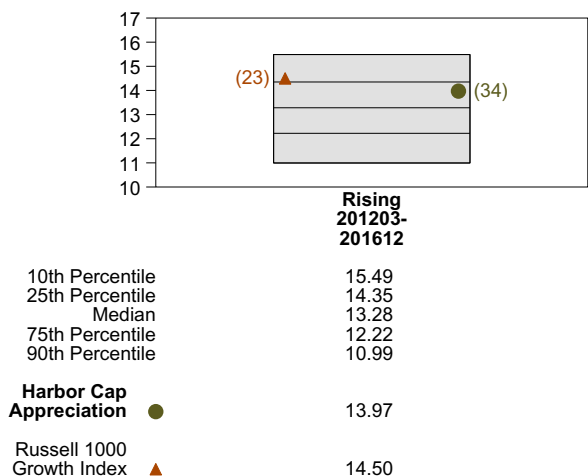 17
16
15
14
13
12
11
10
(23)
(34)
Rising
201203-
201612
10th Percentile 15.49
25th Percentile 14.35
Median 13.28
75th Percentile 12.22
90th Percentile 10.99
Harbor Cap
Appreciation 13.97
Russell 1000
Growth Index 14.50